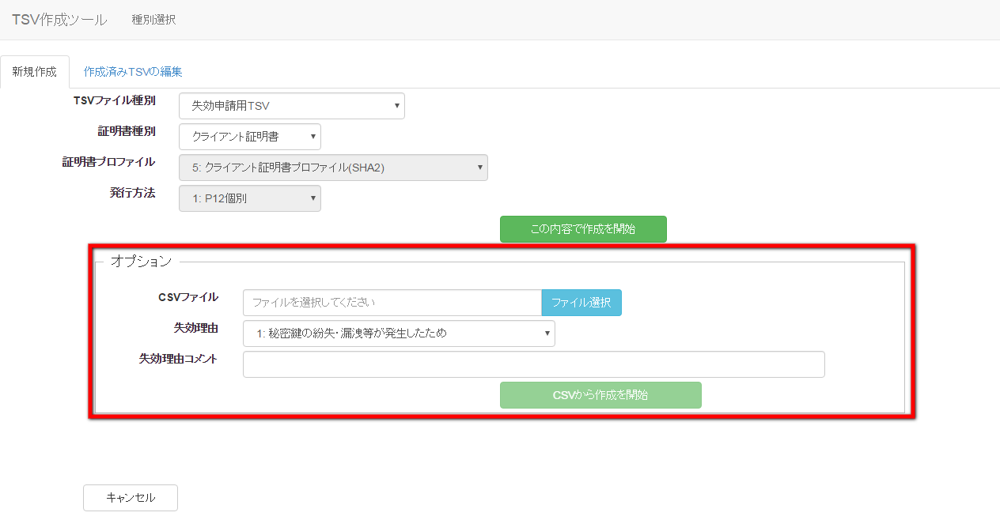 TSV作成ツール 種別選択
新規作成 作成済みTSVの編集
TSVファイル種別 失効申請用TSV
証明書種別 クライアント証明書
証明書プロファイル 5: クライアント証明書プロファイル(SHA2)
発行方法 1: P12個別
この内容で作成を開始
オプション
CSVファイル ファイルを選択してください ファイル選択
失効理由 1: 秘密鍵の紛失・漏洩等が発生したため
失効理由コメント
CSVから作成を開始
キャンセル